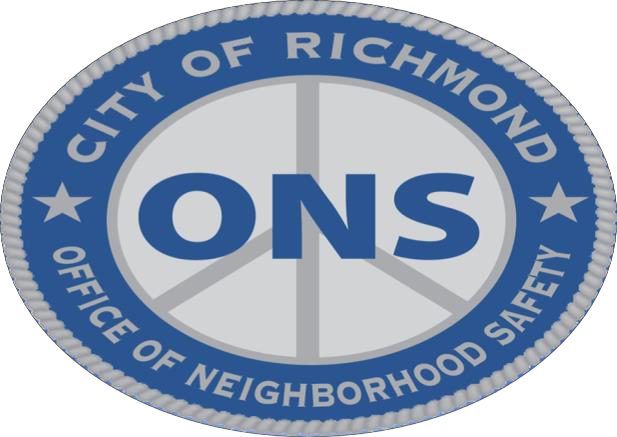 CITY OF RICHMOND
ONS
OFFICE OF NEIGHBORHOOD SAFETY